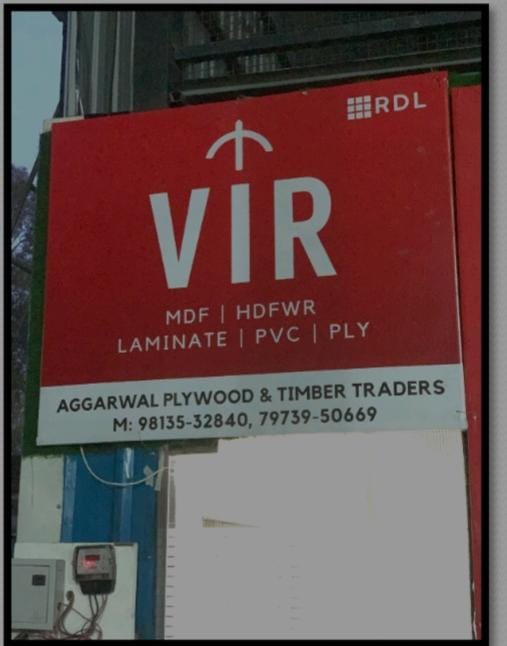 RDL
VIR
MDF | HDFWR
LAMINATE | PVC | PLY
AGGARWAL PLYWOOD & TIMBER TRADERS
M: 98135-32840, 79739-50669